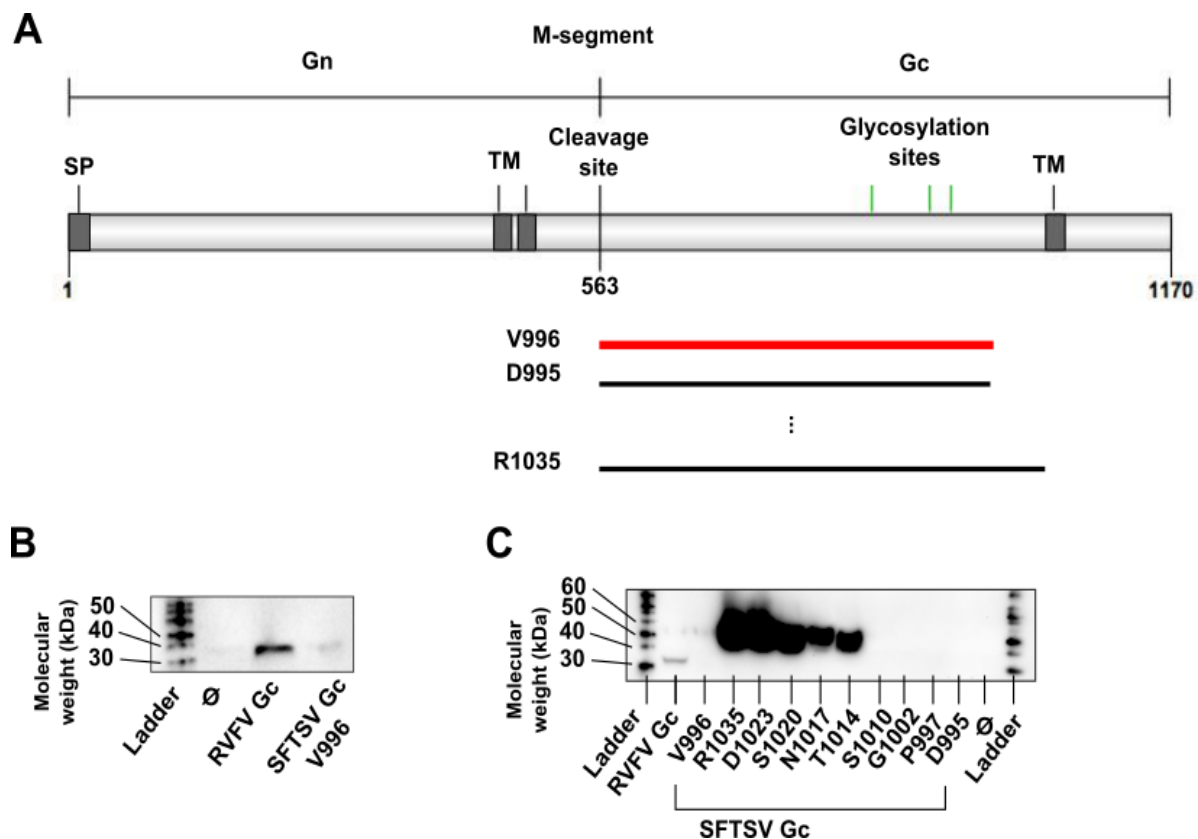 A
M-segment
Gn
Gc
SP
TM
Cleavage
site
Glycosylation
sites
TM
1
563
1170
V996
D995
⋮
R1035
B
Molecular
weight (kDa)
50
40
30
Ladder
Ø
RVFV Gc
SFTSV Gc
V996
C
Molecular
weight (kDa)
60
50
40
30
Ladder
RVFV Gc
V996
R1035
D1023
S1020
N1017
T1014
S1010
G1002
P997
D995
Ø
Ladder
SFTSV Gc